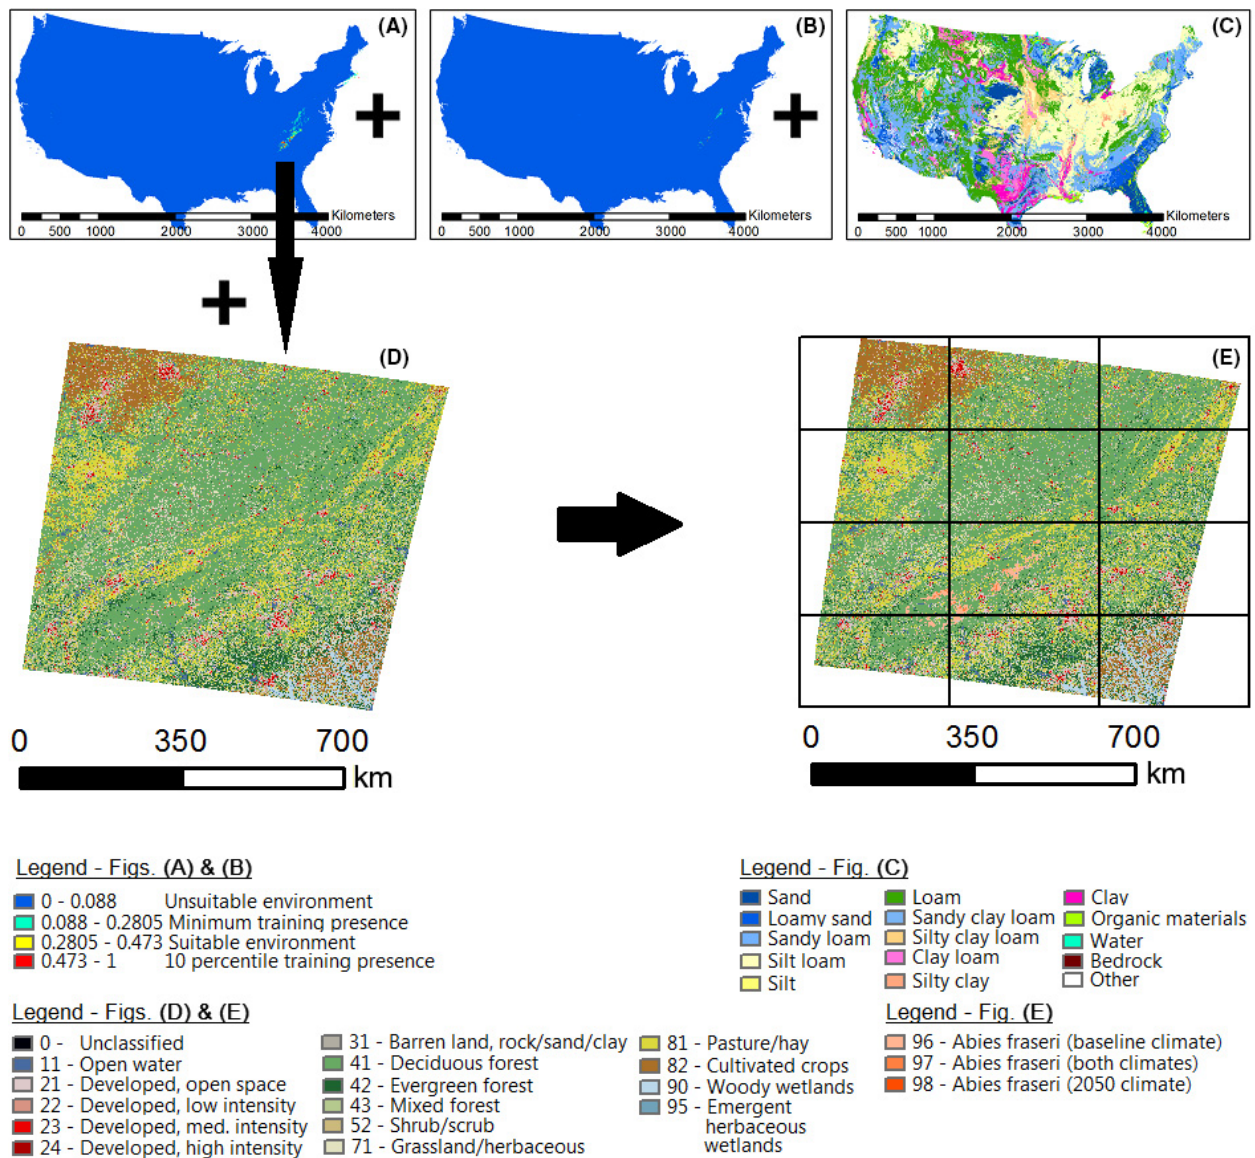 (A)
(B)
(C)
Kilometers
0 500 1000 2000 3000 4000
Kilometers
0 500 1000 2000 3000 4000
Kilometers
0 500 1000 2000 3000 4000
(D)
(E)
0 350 700
km
0 350 700
km
Legend - Figs. (A) & (B)
0 - 0.088 Unsuitable environment
0.088 - 0.2805 Minimum training presence
0.2805 - 0.473 Suitable environment
0.473 - 1 10 percentile training presence
Legend - Fig. (C)
Sand
Loamy sand
Sandy loam
Silt loam
Silt
Loam
Sandy clay loam
Silty clay loam
Clay loam
Silty clay
Clay
Organic materials
Water
Bedrock
Other
Legend - Figs. (D) & (E)
0 - Unclassified
11 - Open water
21 - Developed, open space
22 - Developed, low intensity
23 - Developed, med. intensity
24 - Developed, high intensity
31 - Barren land, rock/sand/clay
41 - Deciduous forest
42 - Evergreen forest
43 - Mixed forest
52 - Shrub/scrub
71 - Grassland/herbaceous
81 - Pasture/hay
82 - Cultivated crops
90 - Woody wetlands
95 - Emergent
herbaceous
wetlands
Legend - Fig. (E)
96 - Abies fraseri (baseline climate)
97 - Abies fraseri (both climates)
98 - Abies fraseri (2050 climate)